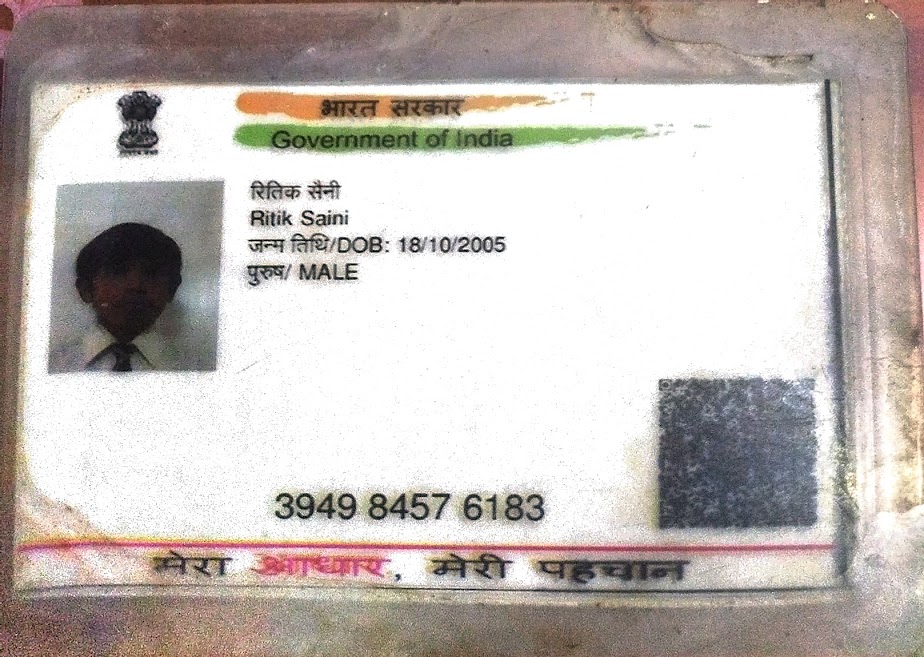 भारत सरकार
Government of India
रितिक सैनी
Ritik Saini
जन्म तिथि/DOB: 18/10/2005
पुरुष/ MALE
3949 8457 6183
मेरा आधार, मेरी पहचान